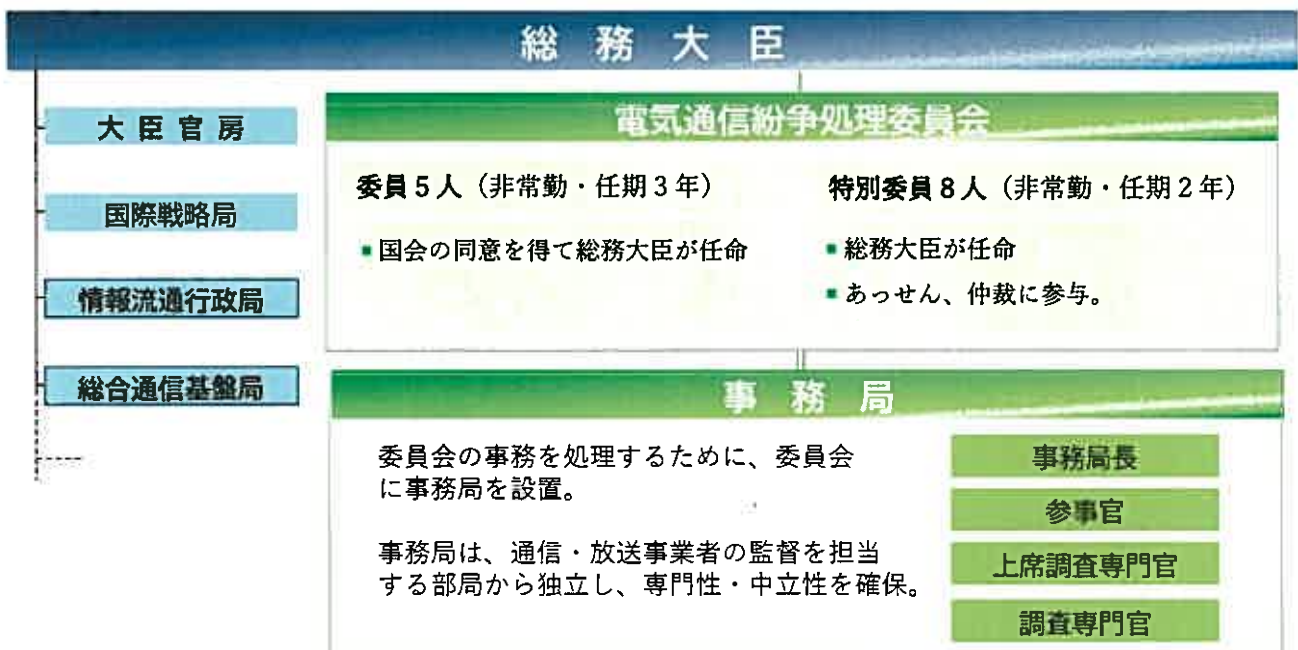 総務大臣
大臣官房
国際戦略局
情報流通行政局
総合通信基盤局
電気通信紛争処理委員会
委員5人（非常勤・任期3年）
■国会の同意を得て総務大臣が任命
特別委員8人（非常勤・任期2年）
■総務大臣が任命
■あっせん、仲裁に参与。
事務局
委員会の事務を処理するために、委員会
に事務局を設置。
事務局は、通信・放送事業者の監督を担当
する部局から独立し、専門性・中立性を確保。
事務局長
参事官
上席調査専門官
調査専門官